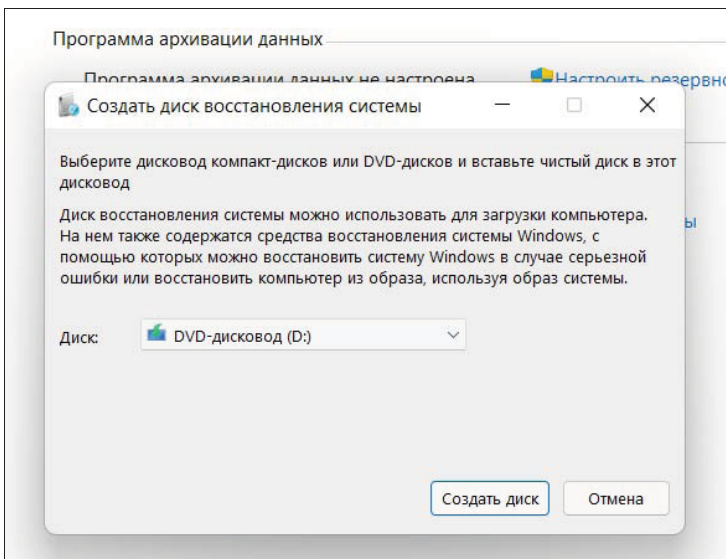 Программа архивации данных
Программа архивации данных не настроена
Настроить резервно
Создать диск восстановления системы
Выберите дисковод компакт-дисков или DVD-дисков и вставьте чистый диск в этот
дисковод
Диск восстановления системы можно использовать для загрузки компьютера.
На нем также содержатся средства восстановления системы Windows, с
помощью которых можно восстановить систему Windows в случае серьезной
ошибки или восстановить компьютер из образа, используя образ системы.
ы
Диск: DVD-дисковод (D:)
Создать диск Отмена